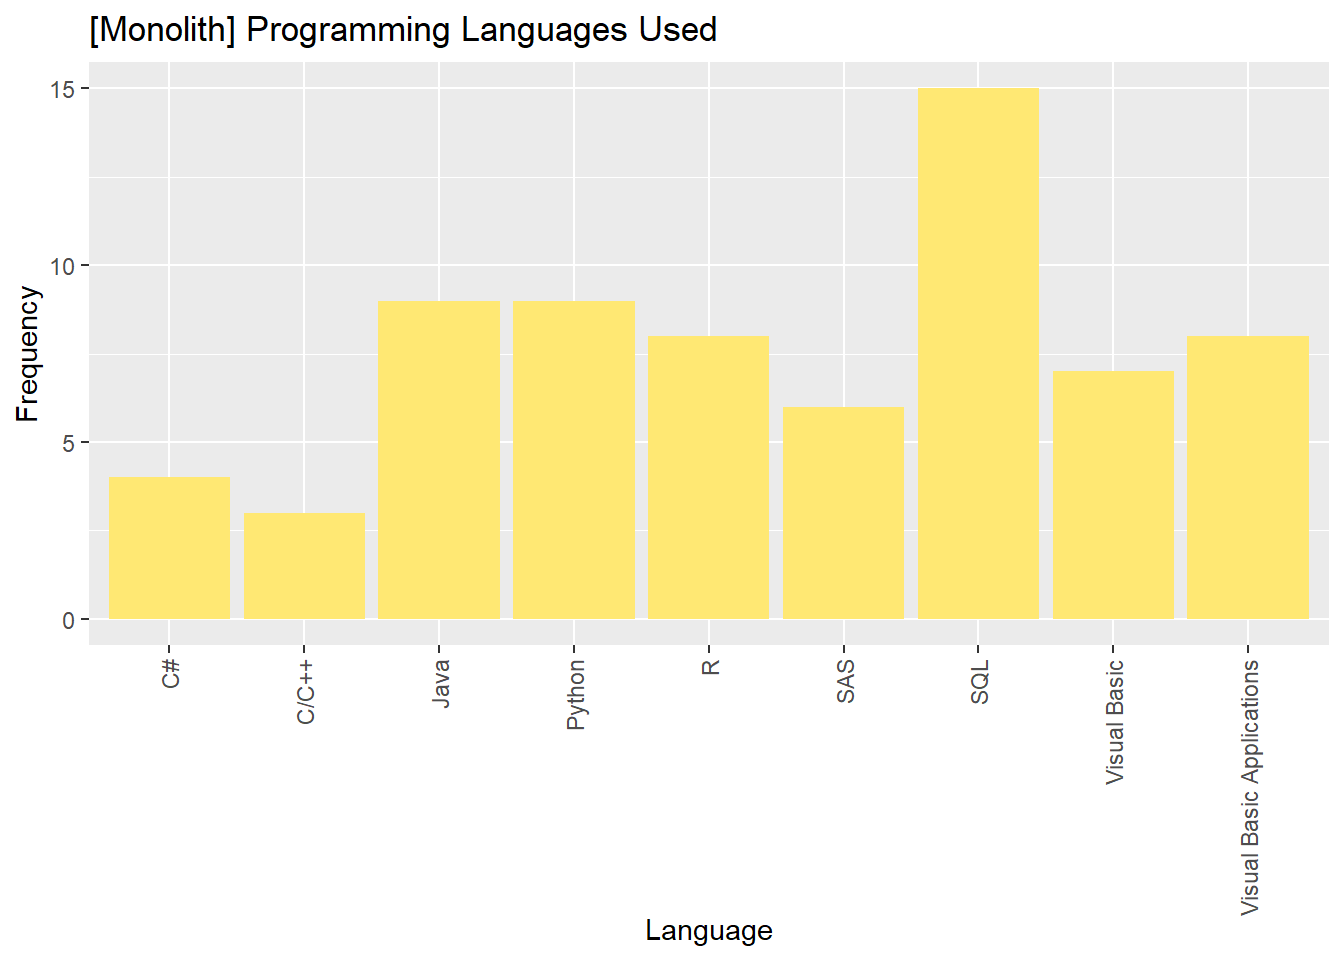 [Monolith] Programming Languages Used
Frequency
15
10
5
0
C#
C/C++
Java
Python
R
SAS
SQL
Visual Basic
Visual Basic Applications
Language